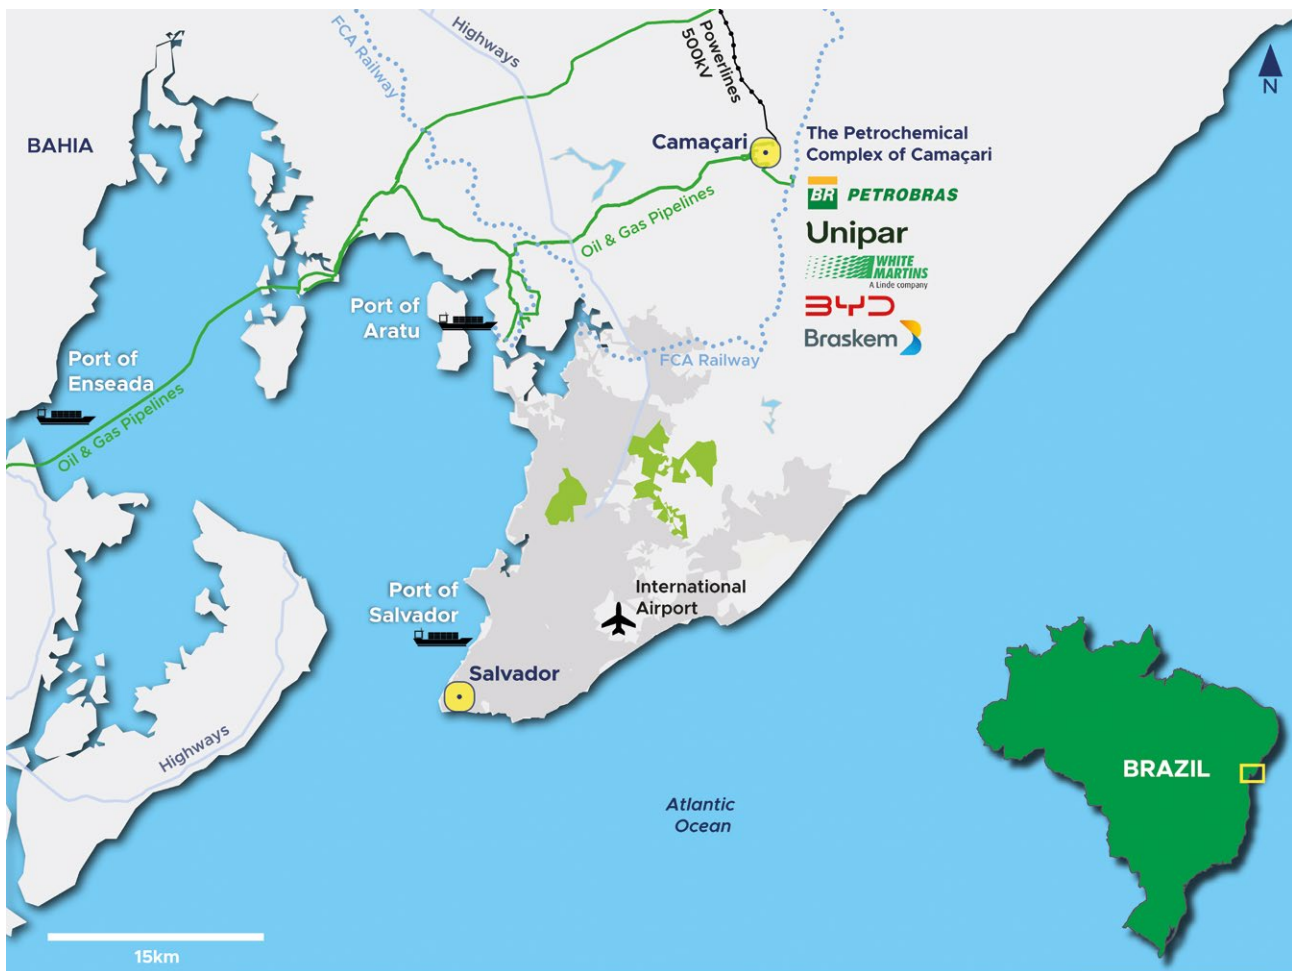 FCA Railway
Highways
Powerlines
500kV
N
BAHIA
Camaçari
The Petrochemical
Complex of Camaçari
BR PETROBRAS
Unipar
WHITE
MARTINS
A Linde company
BYD
Braskem
Oil & Gas Pipelines
Port of
Aratu
FCA Railway
Port of
Enseada
Oil & Gas Pipelines
International
Airport
Port of
Salvador
Salvador
Highways
BRAZIL
Atlantic
Ocean
15km